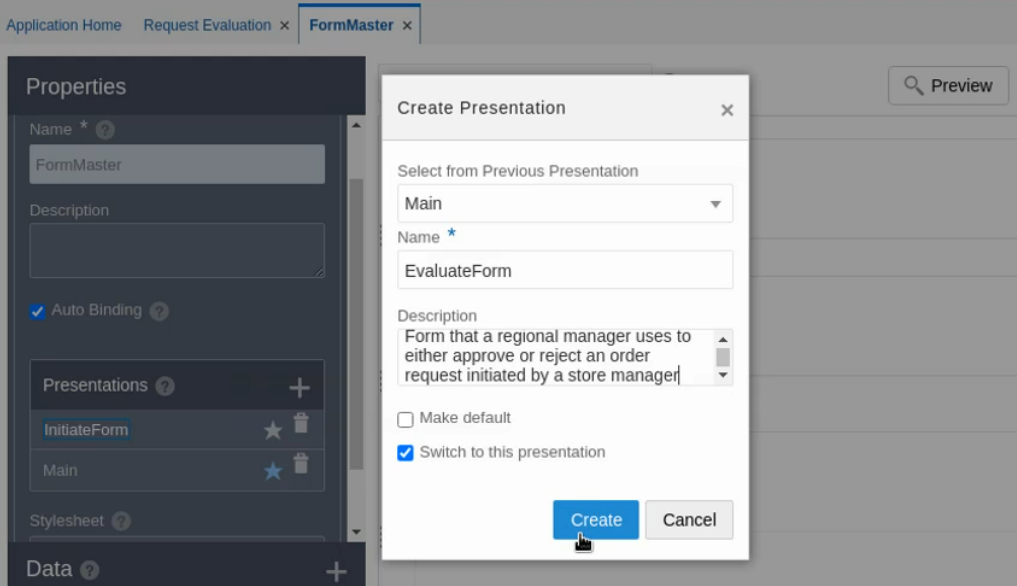 Application Home
Request Evaluation ×
FormMaster ×
Properties
Name * ?
FormMaster
Description
Auto Binding ?
Presentations ? +
InitiateForm
Main
Stylesheet ?
Data ? +
Preview
Create Presentation ×
Select from Previous Presentation
Main
Name *
EvaluateForm
Description
Form that a regional manager uses to
either approve or reject an order
request initiated by a store manager
Make default
Switch to this presentation
Create
Cancel